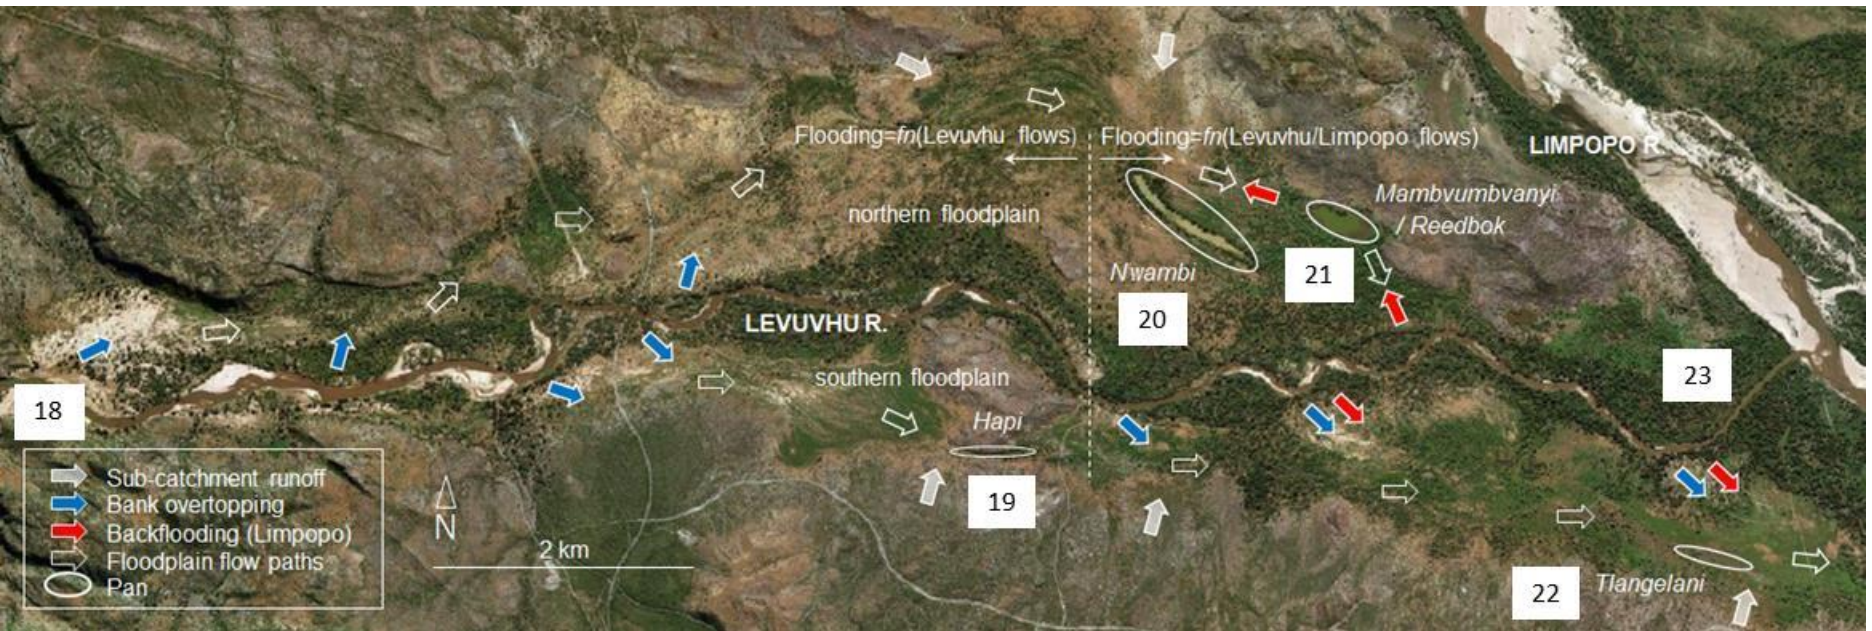 Flooding=fn(Levuvhu flows)
Flooding=fn(Levuvhu/Limpopo flows)
LIMPOPO R.
Mambvumbvanyi
/ Reedbok
northern floodplain
Nwambi
21
20
LEVUVHU R.
southern floodplain
23
18
Hapi
19
Sub-catchment runoff
Bank overtopping
Backflooding (Limpopo)
Floodplain flow paths
Pan
N
2 km
22
Tlangelani